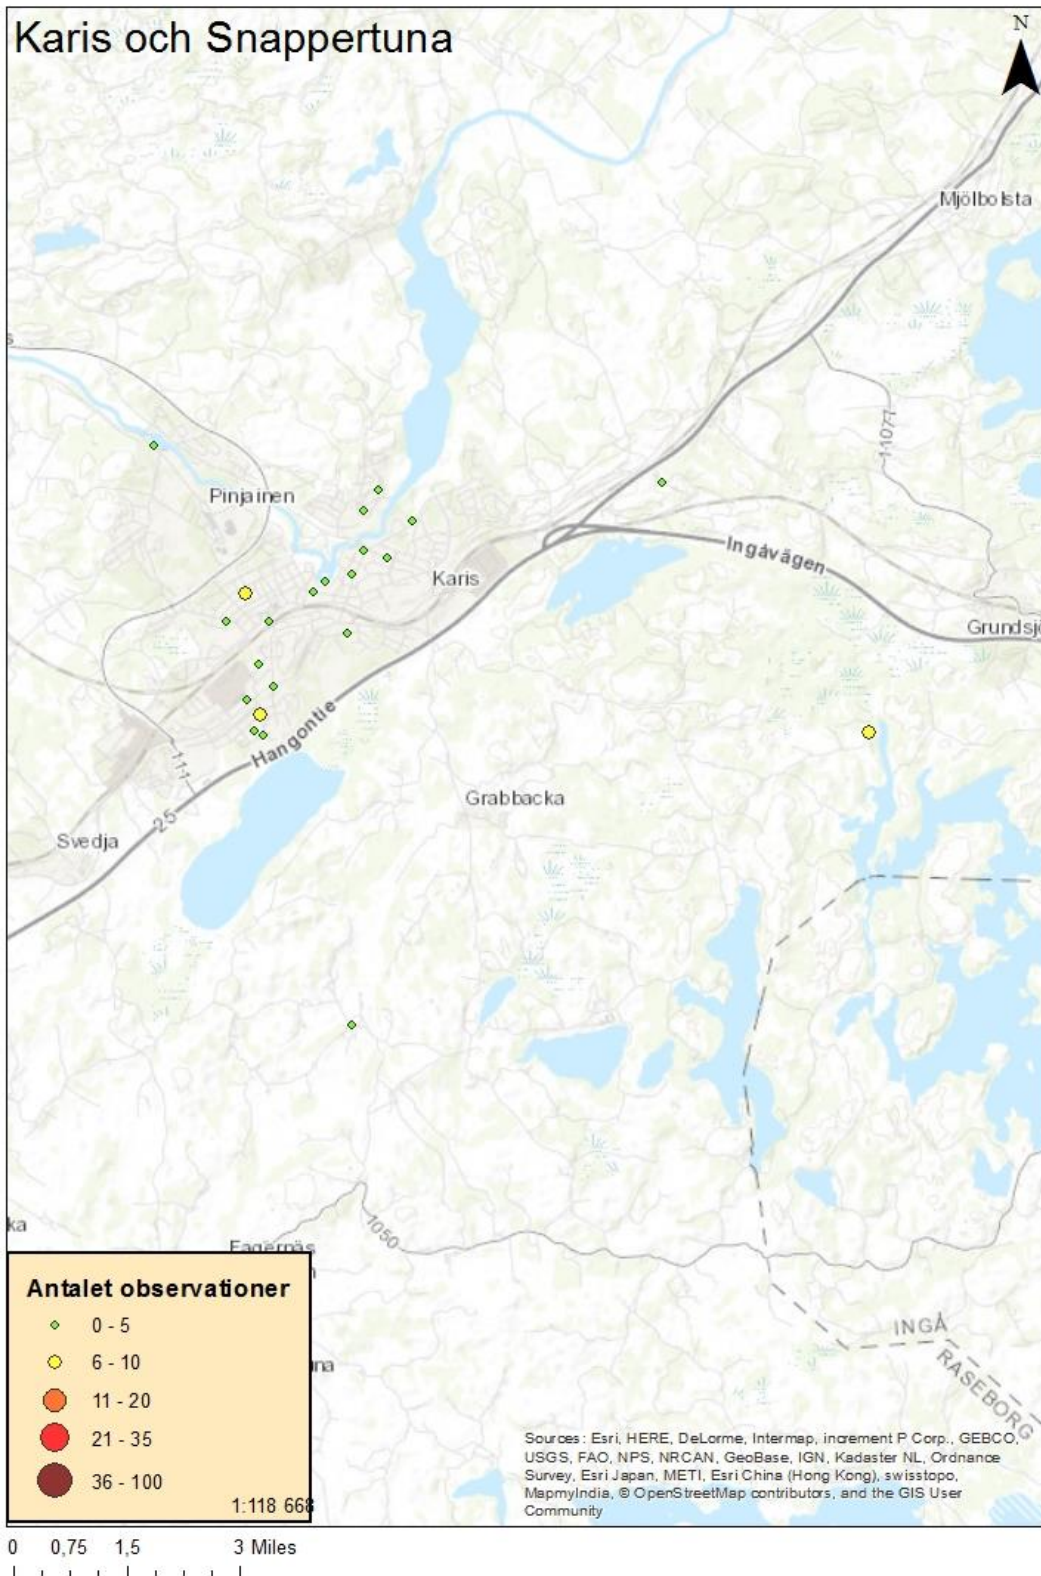 Karis och Snappertuna
N
Mjölbolsta
s
11077
Pinjainen
Ingåvägen
Karis
Grundsjö
Hangontie
111
Grabbacka
25
Svedja
1050
ka
Fagernäs
n
Antalet observationer
0 - 5
6 - 10
11 - 20
21 - 35
36 - 100
1:118 668
INGÅ
RASEBORG
na
Sources: Esri, HERE, DeLorme, Intermap, increment P Corp., GEBCO,
USGS, FAO, NPS, NRCAN, GeoBase, IGN, Kadaster NL, Ordnance
Survey, Esri Japan, METI, Esri China (Hong Kong), swisstopo,
MapmyIndia, © OpenStreetMap contributors, and the GIS User
Community
0 0,75 1,5 3 Miles